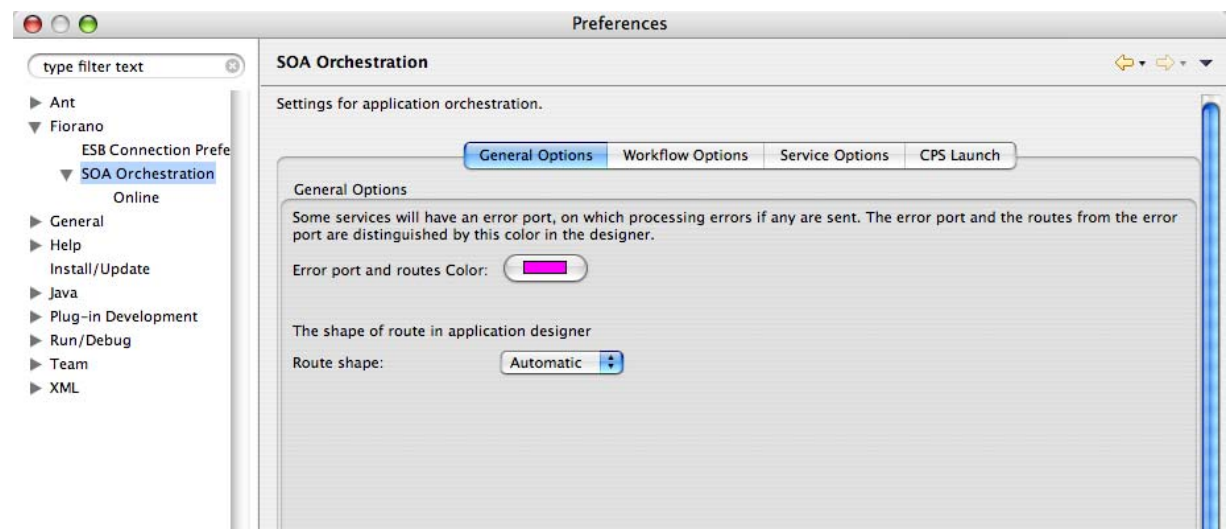 Preferences
type filter text
SOA Orchestration
Ant
Fiorano
ESB Connection Prefe
SOA Orchestration
Online
General
Help
Install/Update
Java
Plug-in Development
Run/Debug
Team
XML
Settings for application orchestration.
General Options
Workflow Options
Service Options
CPS Launch
General Options
Some services will have an error port, on which processing errors if any are sent. The error port and the routes from the error
port are distinguished by this color in the designer.
Error port and routes Color:
The shape of route in application designer
Route shape:
Automatic